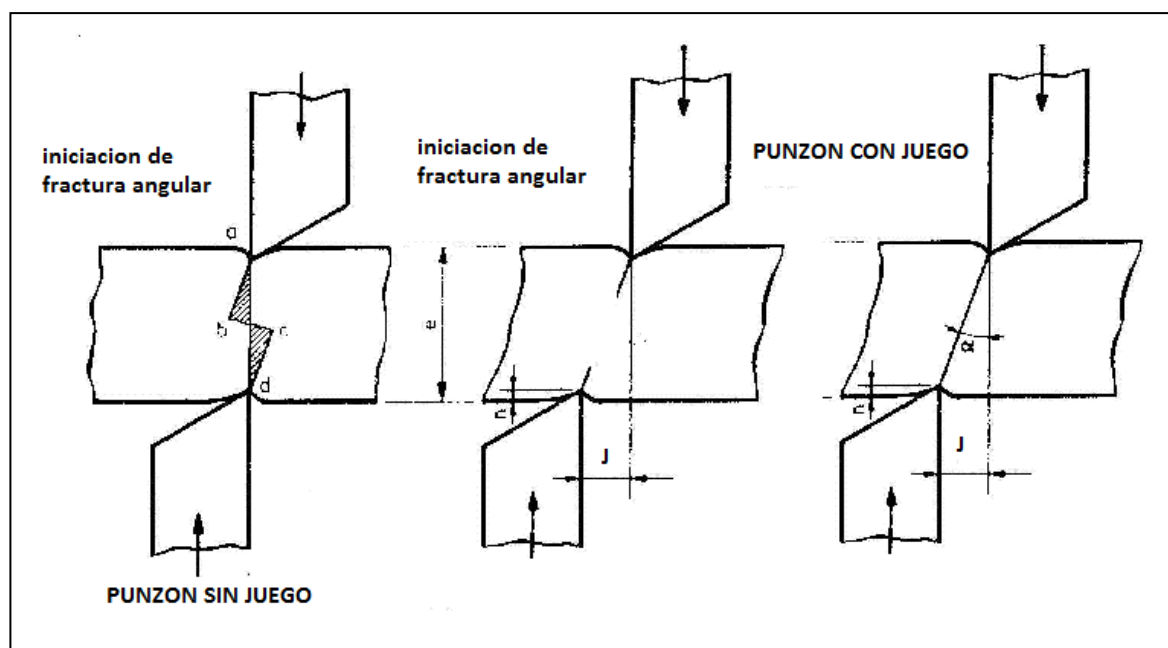 iniciacion de
fractura angular
a
b
c
d
PUNZON SIN JUEGO
iniciacion de
fractura angular
e
h
J
PUNZON CON JUEGO
h
J